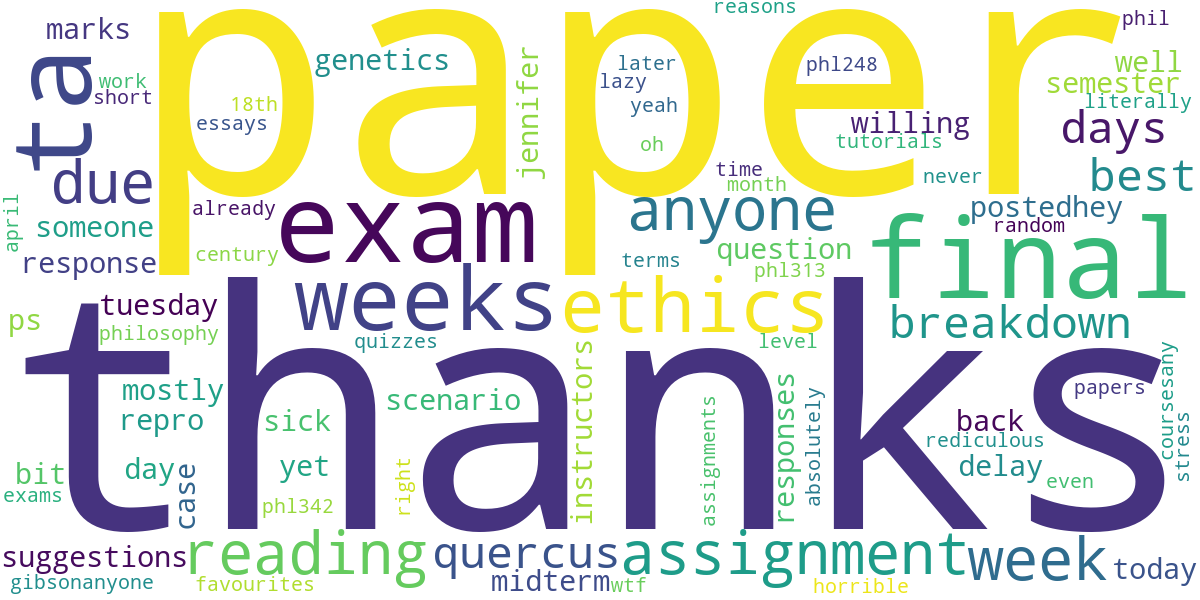 paper
thanks
reasons
phil
marks
ta
genetics
jennifer
later
lazy
yeah
oh
phl248
well
semester
literally
work
short
18th
essays
willing
tutorials
days
due
time
month
never
best
april
already
someone
century
response
exam
anyone
postedhey
random
question
terms
phl313
final
ps
tuesday
philosophy
weeks
ethics
quizzes
level
breakdown
mostly
repro
sick
scenario
instructors
responses
absolutely
assignments
papers
coursesany
stress
back
rediculous
delay
even
bit
exams
day
case
yet
phl342
right
suggestions
reading
quercus
assignment
week
today
gibsonanyone
favourites
midterm
wtf
horrible